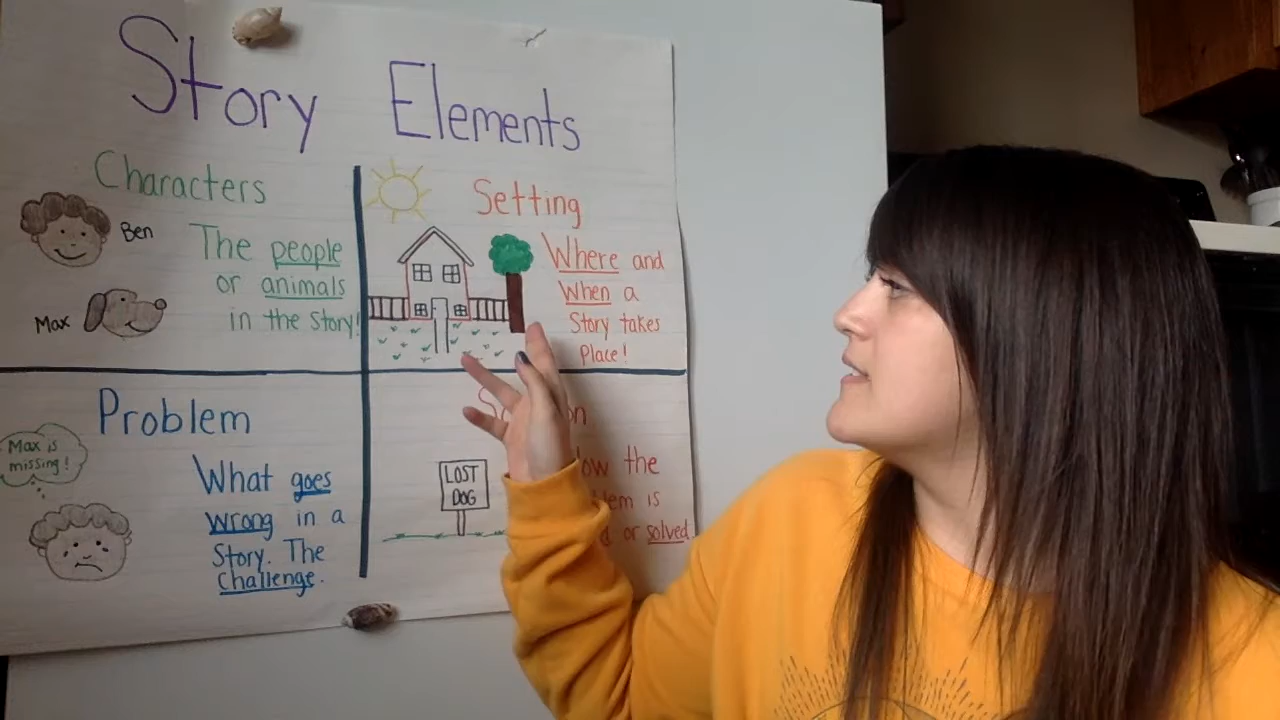 Story Elements
Characters
Ben
Max
The people
or animals
in the Story!
Setting
Where and
When a
Story takes
Place!
Problem
Max is
missing!
What goes
wrong in a
Story. The
Challenge.
LOST
DOG
the
is
or solved